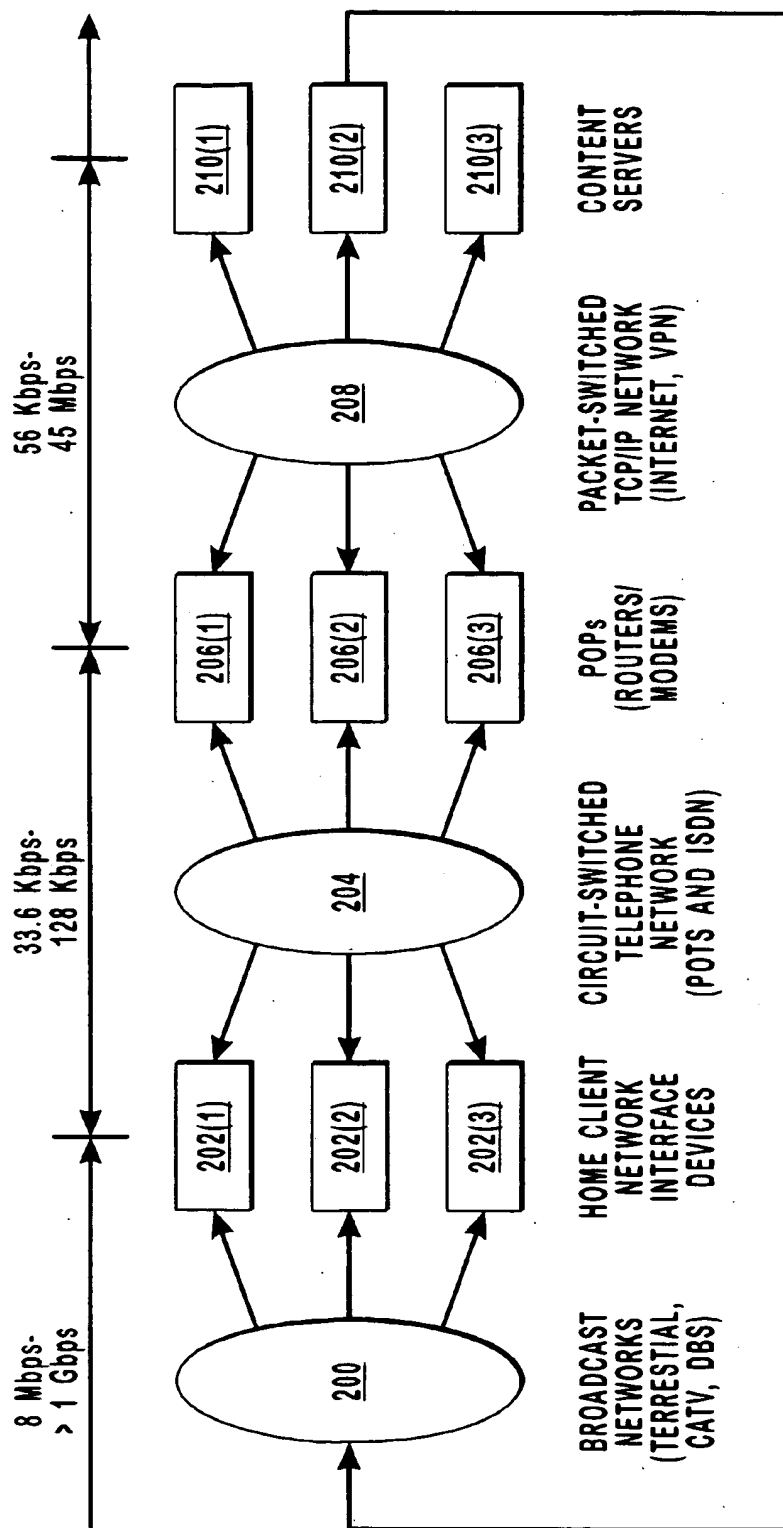 8 Mbps-
> 1 Gbps
33.6 Kbps-
128 Kbps
56 Kbps-
45 Mbps
200
202(1)
202(2)
202(3)
204
206(1)
206(2)
206(3)
208
210(1)
210(2)
210(3)
BROADCAST
NETWORKS
(TERRESTIAL,
CATV, DBS)
HOME CLIENT
NETWORK
INTERFACE
DEVICES
CIRCUIT-SWITCHED
TELEPHONE
NETWORK
(POTS AND ISDN)
POPs
(ROUTERS/
MODEMS)
PACKET-SWITCHED
TCP/IP NETWORK
(INTERNET, VPN)
CONTENT
SERVERS